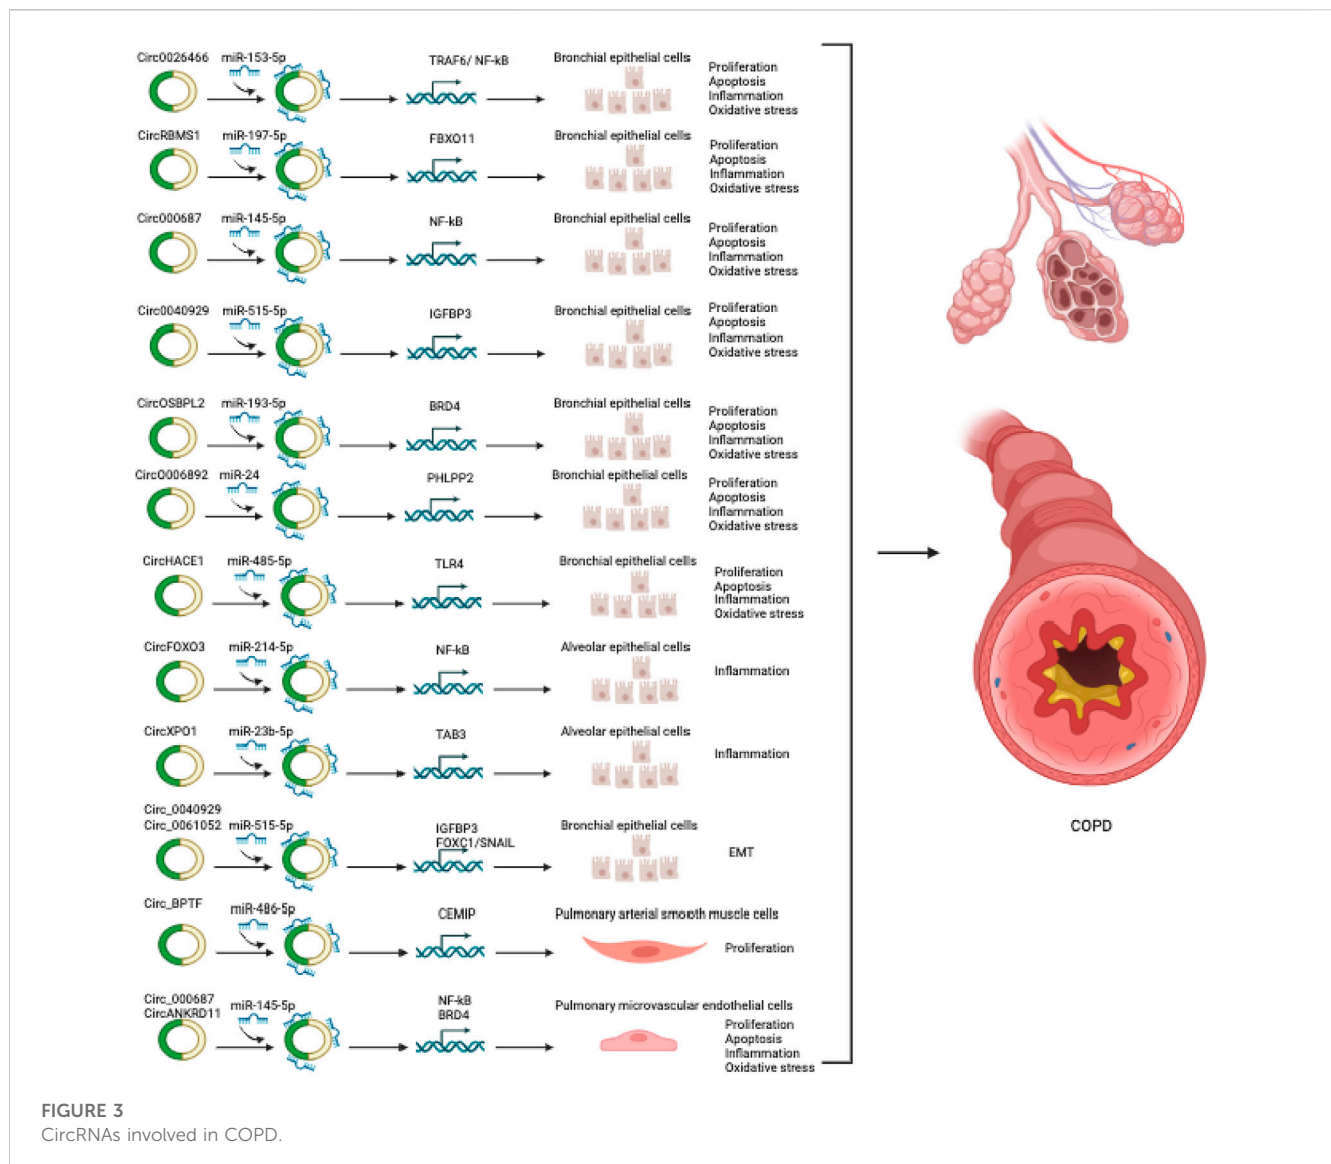 Circ0026466 miR-153-5p TRAF6/ NF-kB Bronchial epithelial cells
Proliferation
Apoptosis
Inflammation
Oxidative stress
CircRBMS1 miR-197-5p FBXO11 Bronchial epithelial cells
Proliferation
Apoptosis
Inflammation
Oxidative stress
Circ000687 miR-145-5p NF-kB Bronchial epithelial cells
Proliferation
Apoptosis
Inflammation
Oxidative stress
Circ0040929 miR-515-5p IGFBP3 Bronchial epithelial cells
Proliferation
Apoptosis
Inflammation
Oxidative stress
CircOSBPL2 miR-193-5p BRD4 Bronchial epithelial cells
Proliferation
Apoptosis
Inflammation
Oxidative stress
CircO006892 miR-24 PHLPP2 Bronchial epithelial cells
Proliferation
Apoptosis
Inflammation
Oxidative stress
CircHACE1 miR-485-5p TLR4 Bronchial epithelial cells
Proliferation
Apoptosis
Inflammation
Oxidative stress
CircFOXO3 miR-214-5p NF-kB Alveolar epithelial cells
Inflammation
CircXPO1 miR-23b-5p TAB3 Alveolar epithelial cells
Inflammation
Circ_0040929
Circ_0061052 miR-515-5p IGFBP3 Bronchial epithelial cellls
FOXC1/SNAIL
EMT
Circ_BPTF miR-486-5p CEMIP Pulmonary arterial smooth muscle cells
Proliferation
Circ_000687 NF-kB
CircANKRD11 miR-145-5p BRD4 Pulmonary microvascular endothelial cells
Proliferation
Apoptosis
Inflammation
Oxidative stress
COPD
FIGURE 3
CircRNAs involved in COPD.